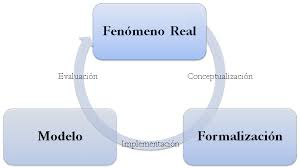 Fenómeno Real
Evaluación
Conceptualización
Modelo
Implementación
Formalización